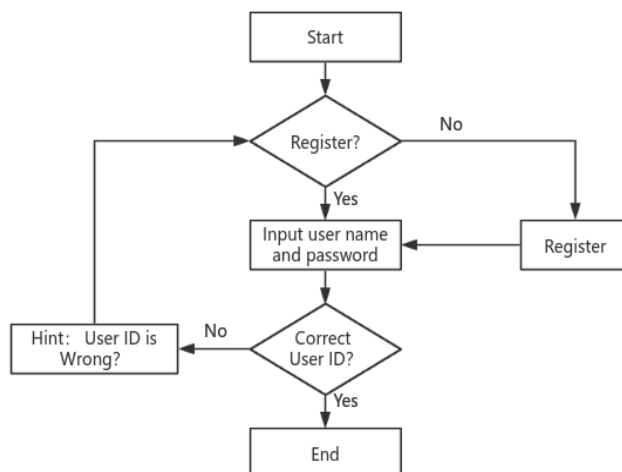 Start
Register?
No
Yes
Input user name
and password
Register
Correct
User ID?
No
Hint: User ID is
Wrong?
Yes
End